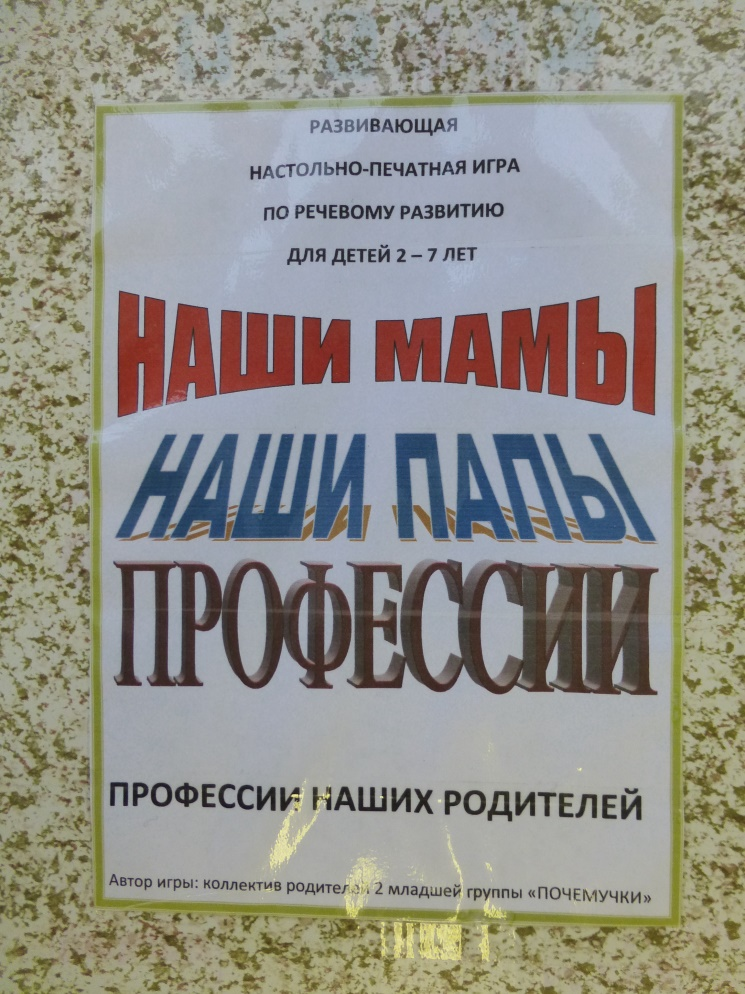 РАЗВИВАЮЩАЯ
НАСТОЛЬНО-ПЕЧАТНАЯ ИГРА
ПО РЕЧЕВОМУ РАЗВИТИЮ
ДЛЯ ДЕТЕЙ 2 – 7 ЛЕТ
НАШИ МАМЫ
НАШИ ПАПЫ
ПРОФЕССИИ
ПРОФЕССИИ НАШИХ РОДИТЕЛЕЙ
Автор игры: коллектив родителей 2 младшей группы «ПОЧЕМУЧКИ»